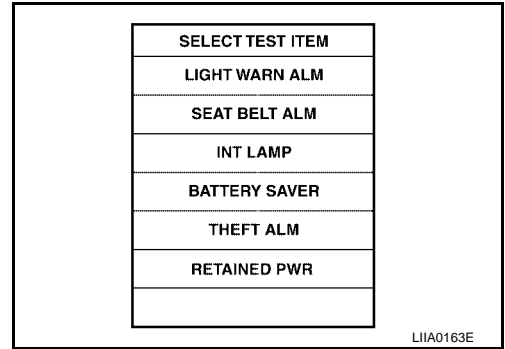 SELECT TEST ITEM
LIGHT WARN ALM
SEAT BELT ALM
INT LAMP
BATTERY SAVER
THEFT ALM
RETAINED PWR
LIIA0163E